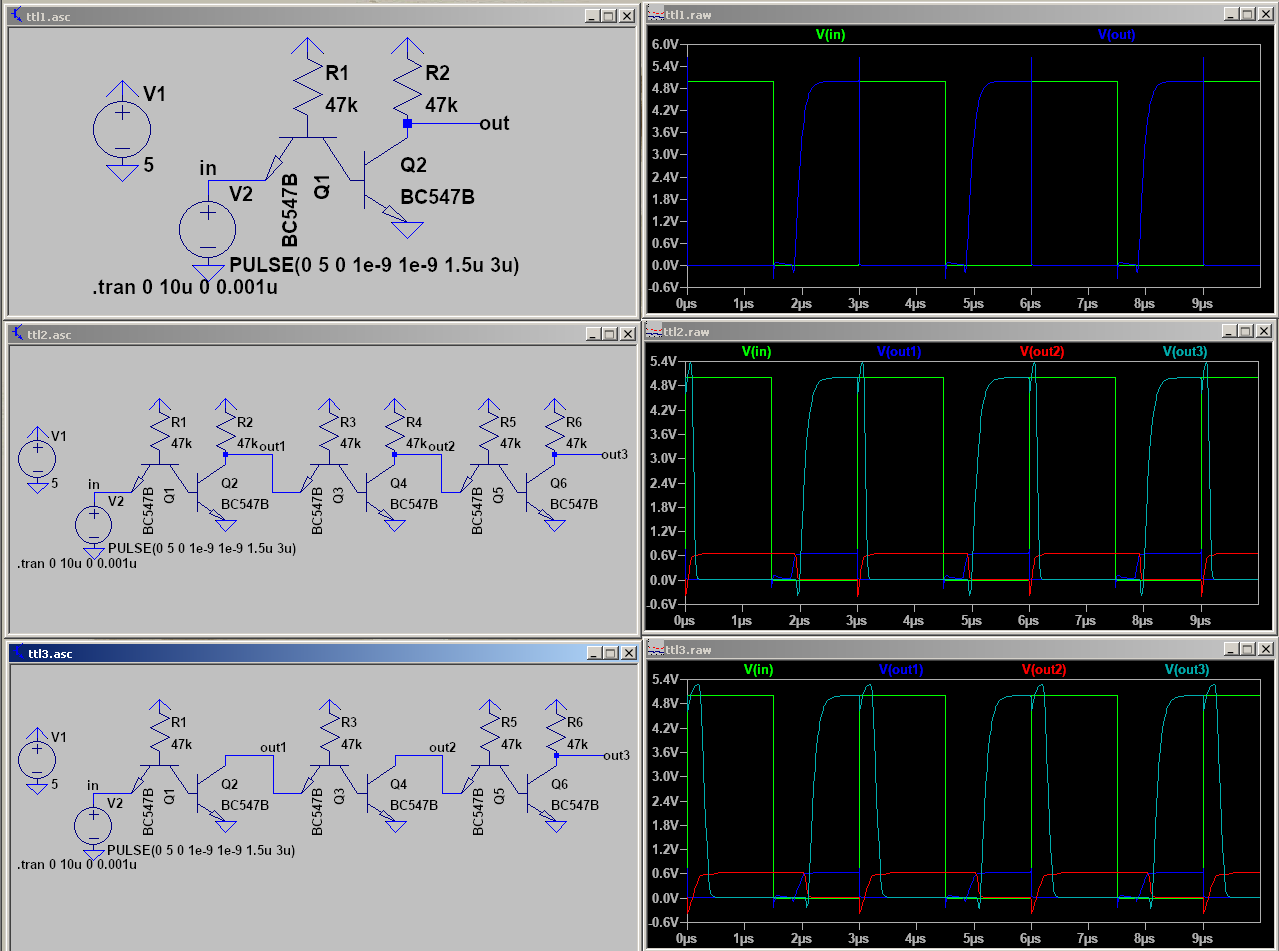 ttl1.asc
V1
5
R1
47k
R2
47k
out
in
V2
BC547B
Q1
Q2
BC547B
PULSE(0 5 0 1e-9 1e-9 1.5u 3u)
.tran 0 10u 0 0.001u
ttl1.raw
V(in) V(out)
6.0V
5.4V
4.8V
4.2V
3.6V
3.0V
2.4V
1.8V
1.2V
0.6V
0.0V
-0.6V
0µs 1µs 2µs 3µs 4µs 5µs 6µs 7µs 8µs 9µs
ttl2.asc
V1
5
R1
47k
R2
47k
out1
R3
47k
R4
47k
out2
R5
47k
R6
47k
out3
in
V2
BC547B
Q1
Q2
BC547B
BC547B
Q3
Q4
BC547B
BC547B
Q5
Q6
BC547B
PULSE(0 5 0 1e-9 1e-9 1.5u 3u)
.tran 0 10u 0 0.001u
ttl2.raw
V(in) V(out1) V(out2) V(out3)
5.4V
4.8V
4.2V
3.6V
3.0V
2.4V
1.8V
1.2V
0.6V
0.0V
-0.6V
0µs 1µs 2µs 3µs 4µs 5µs 6µs 7µs 8µs 9µs
ttl3.asc
V1
5
R1
47k
out1
R3
47k
out2
R5
47k
R6
47k
out3
in
V2
BC547B
Q1
Q2
BC547B
BC547B
Q3
Q4
BC547B
BC547B
Q5
Q6
BC547B
PULSE(0 5 0 1e-9 1e-9 1.5u 3u)
.tran 0 10u 0 0.001u
ttl3.raw
V(in) V(out1) V(out2) V(out3)
5.4V
4.8V
4.2V
3.6V
3.0V
2.4V
1.8V
1.2V
0.6V
0.0V
-0.6V
0µs 1µs 2µs 3µs 4µs 5µs 6µs 7µs 8µs 9µs